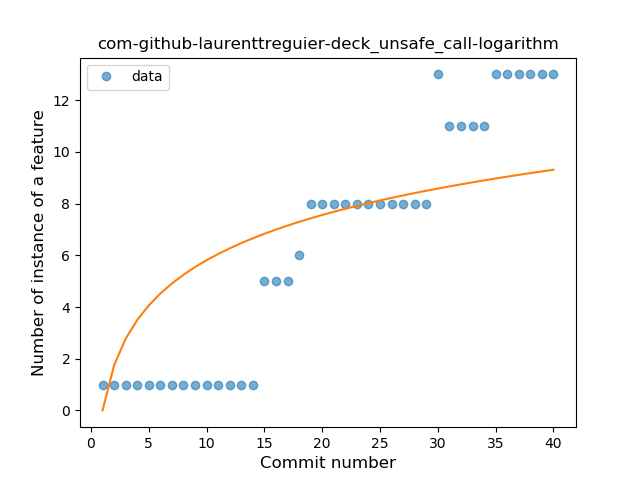 com-github-laurenttreguier-deck_unsafe_call-logarithm
data
Number of instance of a feature
12
10
8
6
4
2
0
0 5 10 15 20 25 30 35 40
Commit number